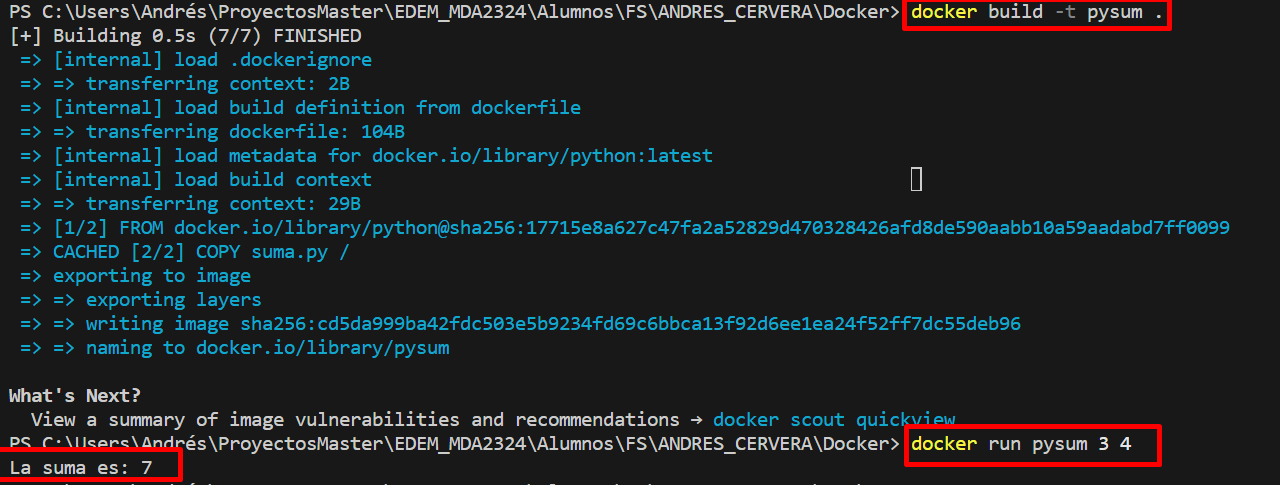 PS C:\Users\Andrés\ProyectosMaster\EDEM_MDA2324\Alumnos\FS\ANDRES_CERVERA\Docker> docker build -t pysum .
[+] Building 0.5s (7/7) FINISHED
=> [internal] load .dockerignore
=> => transferring context: 2B
=> [internal] load build definition from dockerfile
=> => transferring dockerfile: 104B
=> [internal] load metadata for docker.io/library/python:latest
=> [internal] load build context
=> => transferring context: 29B
=> [1/2] FROM docker.io/library/python@sha256:17715e8a627c47fa2a52829d470328426afd8de590aabb10a59aadabd7ff0099
=> CACHED [2/2] COPY suma.py /
=> exporting to image
=> => exporting layers
=> => writing image sha256:cd5da999ba42fdc503e5b9234fd69c6bbca13f92d6ee1ea24f52ff7dc55deb96
=> => naming to docker.io/library/pysum
What's Next?
View a summary of image vulnerabilities and recommendations → docker scout quickview
PS C:\Users\Andrés\ProyectosMaster\EDEM_MDA2324\Alumnos\FS\ANDRES_CERVERA\Docker> docker run pysum 3 4
La suma es: 7